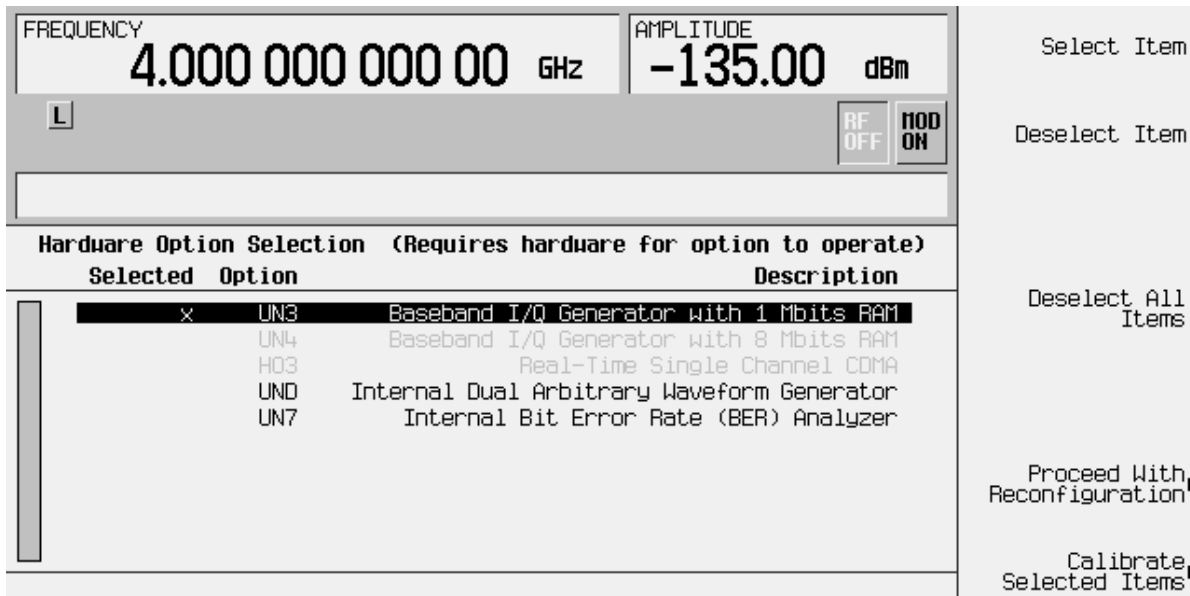 FREQUENCY
4.000 000 000 00 GHz
AMPLITUDE
-135.00 dBm
L
RF OFF
MOD ON
Hardware Option Selection (Requires hardware for option to operate)
Selected Option Description
x UN3 Baseband I/Q Generator with 1 Mbits RAM
UN4 Baseband I/Q Generator with 8 Mbits RAM
H03 Real-Time Single Channel CDMA
UND Internal Dual Arbitrary Waveform Generator
UN7 Internal Bit Error Rate (BER) Analyzer
Select Item
Deselect Item
Deselect All
Items
Proceed With
Reconfiguration
Calibrate
Selected Items